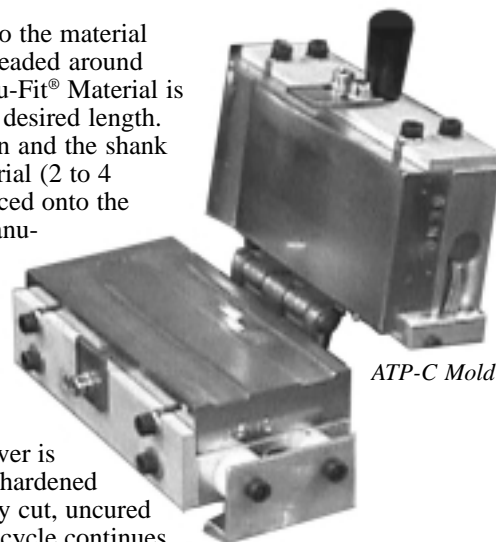 o the material
eaded around
u-Fit® Material is
desired length.
n and the shank
rial (2 to 4
ced onto the
anu-
ATP-C Mold
ver is
hardened
y cut, uncured
cycle continues